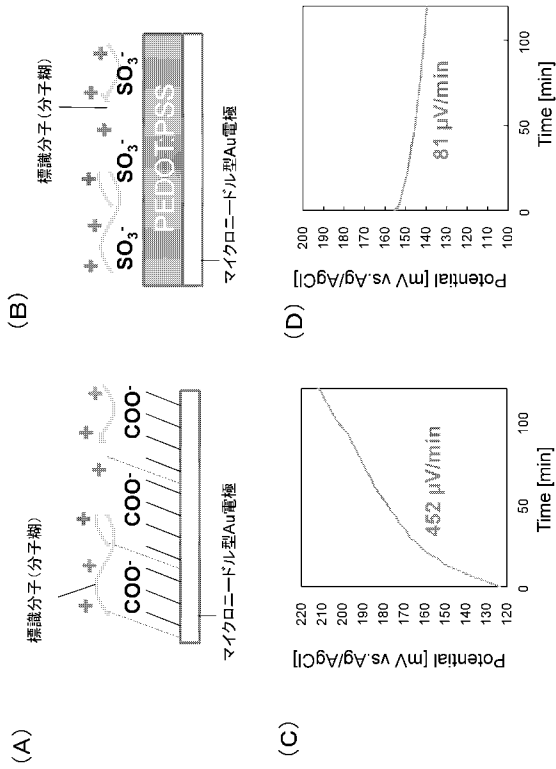 (A)
標識分子(分子糊)
COO⁻
COO⁻
COO⁻
マイクロニードル型Au電極
(B)
標識分子(分子糊)
SO₃⁻
SO₃⁻
SO₃⁻
PEDOT:PSS
マイクロニードル型Au電極
(C)
Potential [mV vs.Ag/AgCl]
220
210
200
190
180
170
160
150
140
130
120
452 μV/min
0
50
100
Time [min]
(D)
Potential [mV vs.Ag/AgCl]
200
190
180
170
160
150
140
130
120
110
100
81 μV/min
0
50
100
Time [min]